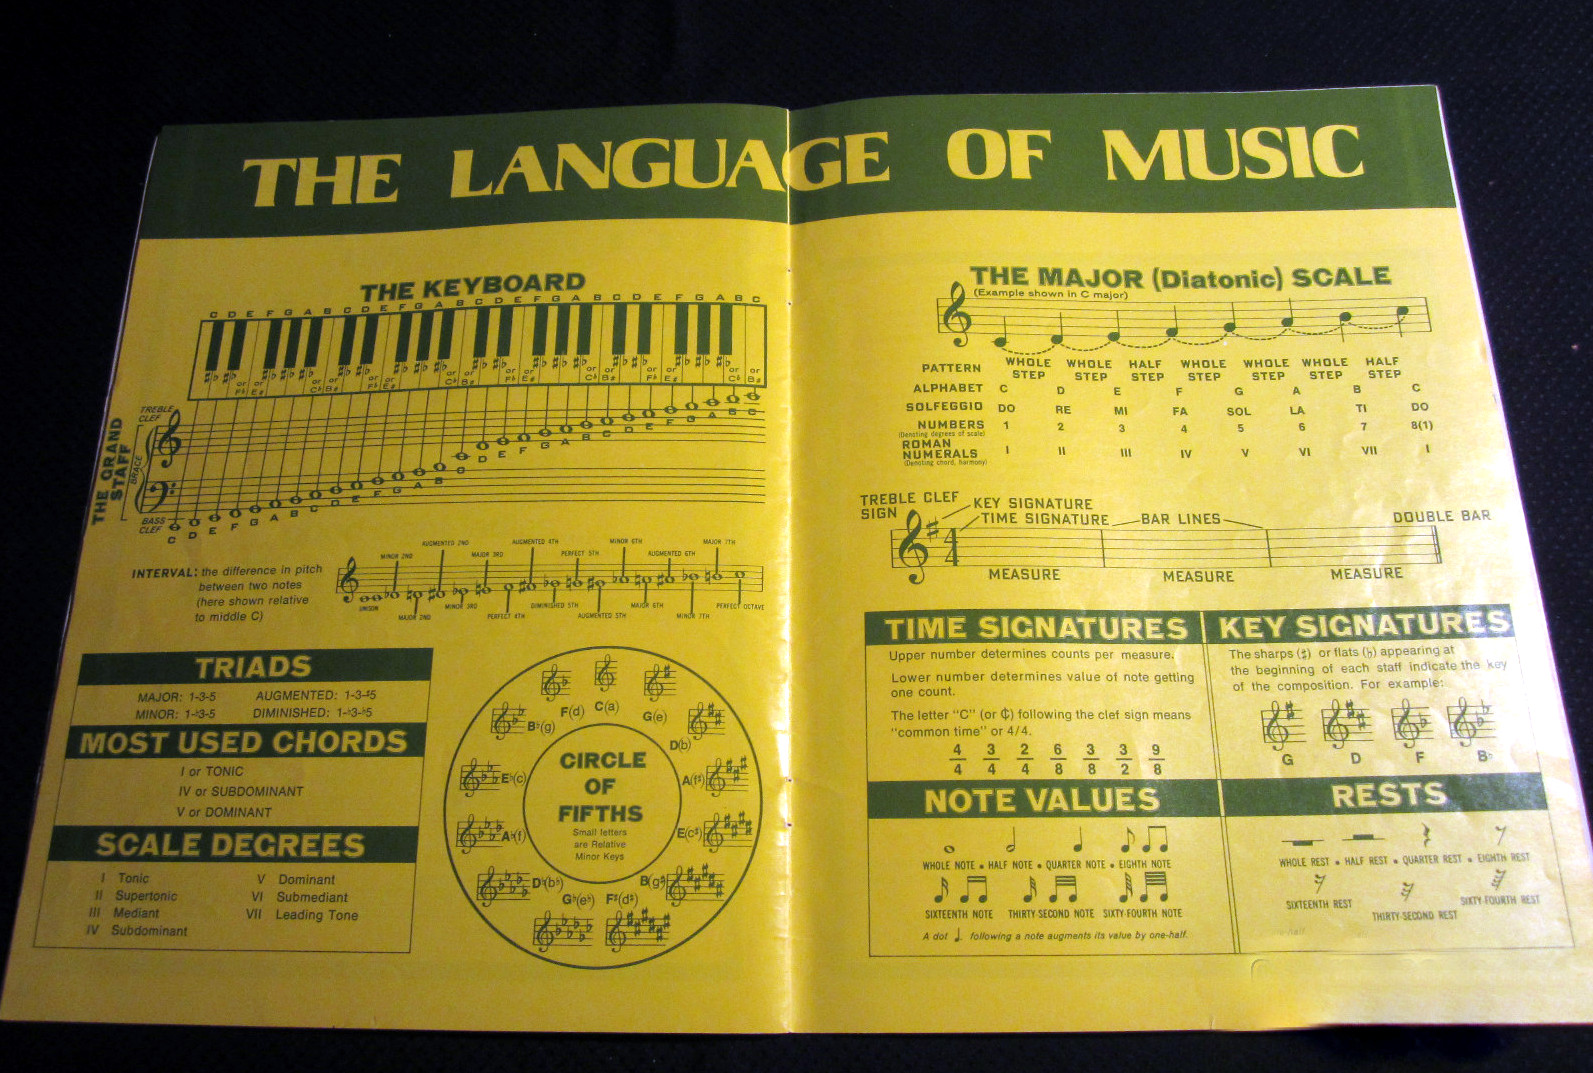 THE LANGUAGE OF MUSIC
THE KEYBOARD
C D E F G A B C D E F G A B C D E F G A B C D E F G A B C
THE GRAND STAFF
BRACE
TREBLE CLEF
BASS CLEF
C D E F G A B C D E F G A B C D E F G A B C D E F G A B C
INTERVAL: the difference in pitch
between two notes
(here shown relative
to middle C)
MINOR 2ND
AUGMENTED 2ND
MAJOR 3RD
AUGMENTED 4TH
PERFECT 5TH
MINOR 6TH
AUGMENTED 6TH
MAJOR 7TH
UNISON
MAJOR 2ND
MINOR 3RD
PERFECT 4TH
DIMINISHED 5TH
AUGMENTED 5TH
MAJOR 6TH
MINOR 7TH
PERFECT OCTAVE
TRIADS
MAJOR: 1-3-5 AUGMENTED: 1-3-♯5
MINOR: 1-♭3-5 DIMINISHED: 1-♭3-♭5
MOST USED CHORDS
I or TONIC
IV or SUBDOMINANT
V or DOMINANT
SCALE DEGREES
I Tonic
II Supertonic
III Mediant
IV Subdominant
V Dominant
VI Submediant
VII Leading Tone
CIRCLE
OF
FIFTHS
Small letters
are Relative
Minor Keys
C(a)
G(e)
D(b)
A(f♯)
E(c♯)
B(g♯)
F♯(d♯)
G♭(e♭)
D♭(b♭)
A♭(f)
E♭(c)
B♭(g)
F(d)
THE MAJOR (Diatonic) SCALE
(Example shown in C major)
PATTERN WHOLE STEP WHOLE STEP HALF STEP WHOLE STEP WHOLE STEP WHOLE STEP HALF STEP
ALPHABET C D E F G A B C
SOLFEGGIO DO RE MI FA SOL LA TI DO
NUMBERS 1 2 3 4 5 6 7 8(1)
(Denoting degrees of scale)
ROMAN
NUMERALS I II III IV V VI VII I
(Denoting chord, harmony)
TREBLE CLEF
SIGN
KEY SIGNATURE
TIME SIGNATURE
BAR LINES
DOUBLE BAR
4
4
MEASURE MEASURE MEASURE
TIME SIGNATURES
Upper number determines counts per measure.
Lower number determines value of note getting
one count.
The letter "C" (or ¢) following the clef sign means
"common time" or 4/4.
4 3 2 6 3 3 9
4 4 4 8 8 2 8
KEY SIGNATURES
The sharps (♯) or flats (♭) appearing at
the beginning of each staff indicate the key
of the composition. For example:
G D F B♭
NOTE VALUES
WHOLE NOTE • HALF NOTE • QUARTER NOTE • EIGHTH NOTE
SIXTEENTH NOTE THIRTY-SECOND NOTE SIXTY-FOURTH NOTE
A dot ♩. following a note augments its value by one-half.
RESTS
WHOLE REST • HALF REST • QUARTER REST • EIGHTH REST
SIXTEENTH REST
THIRTY-SECOND REST
SIXTY-FOURTH REST